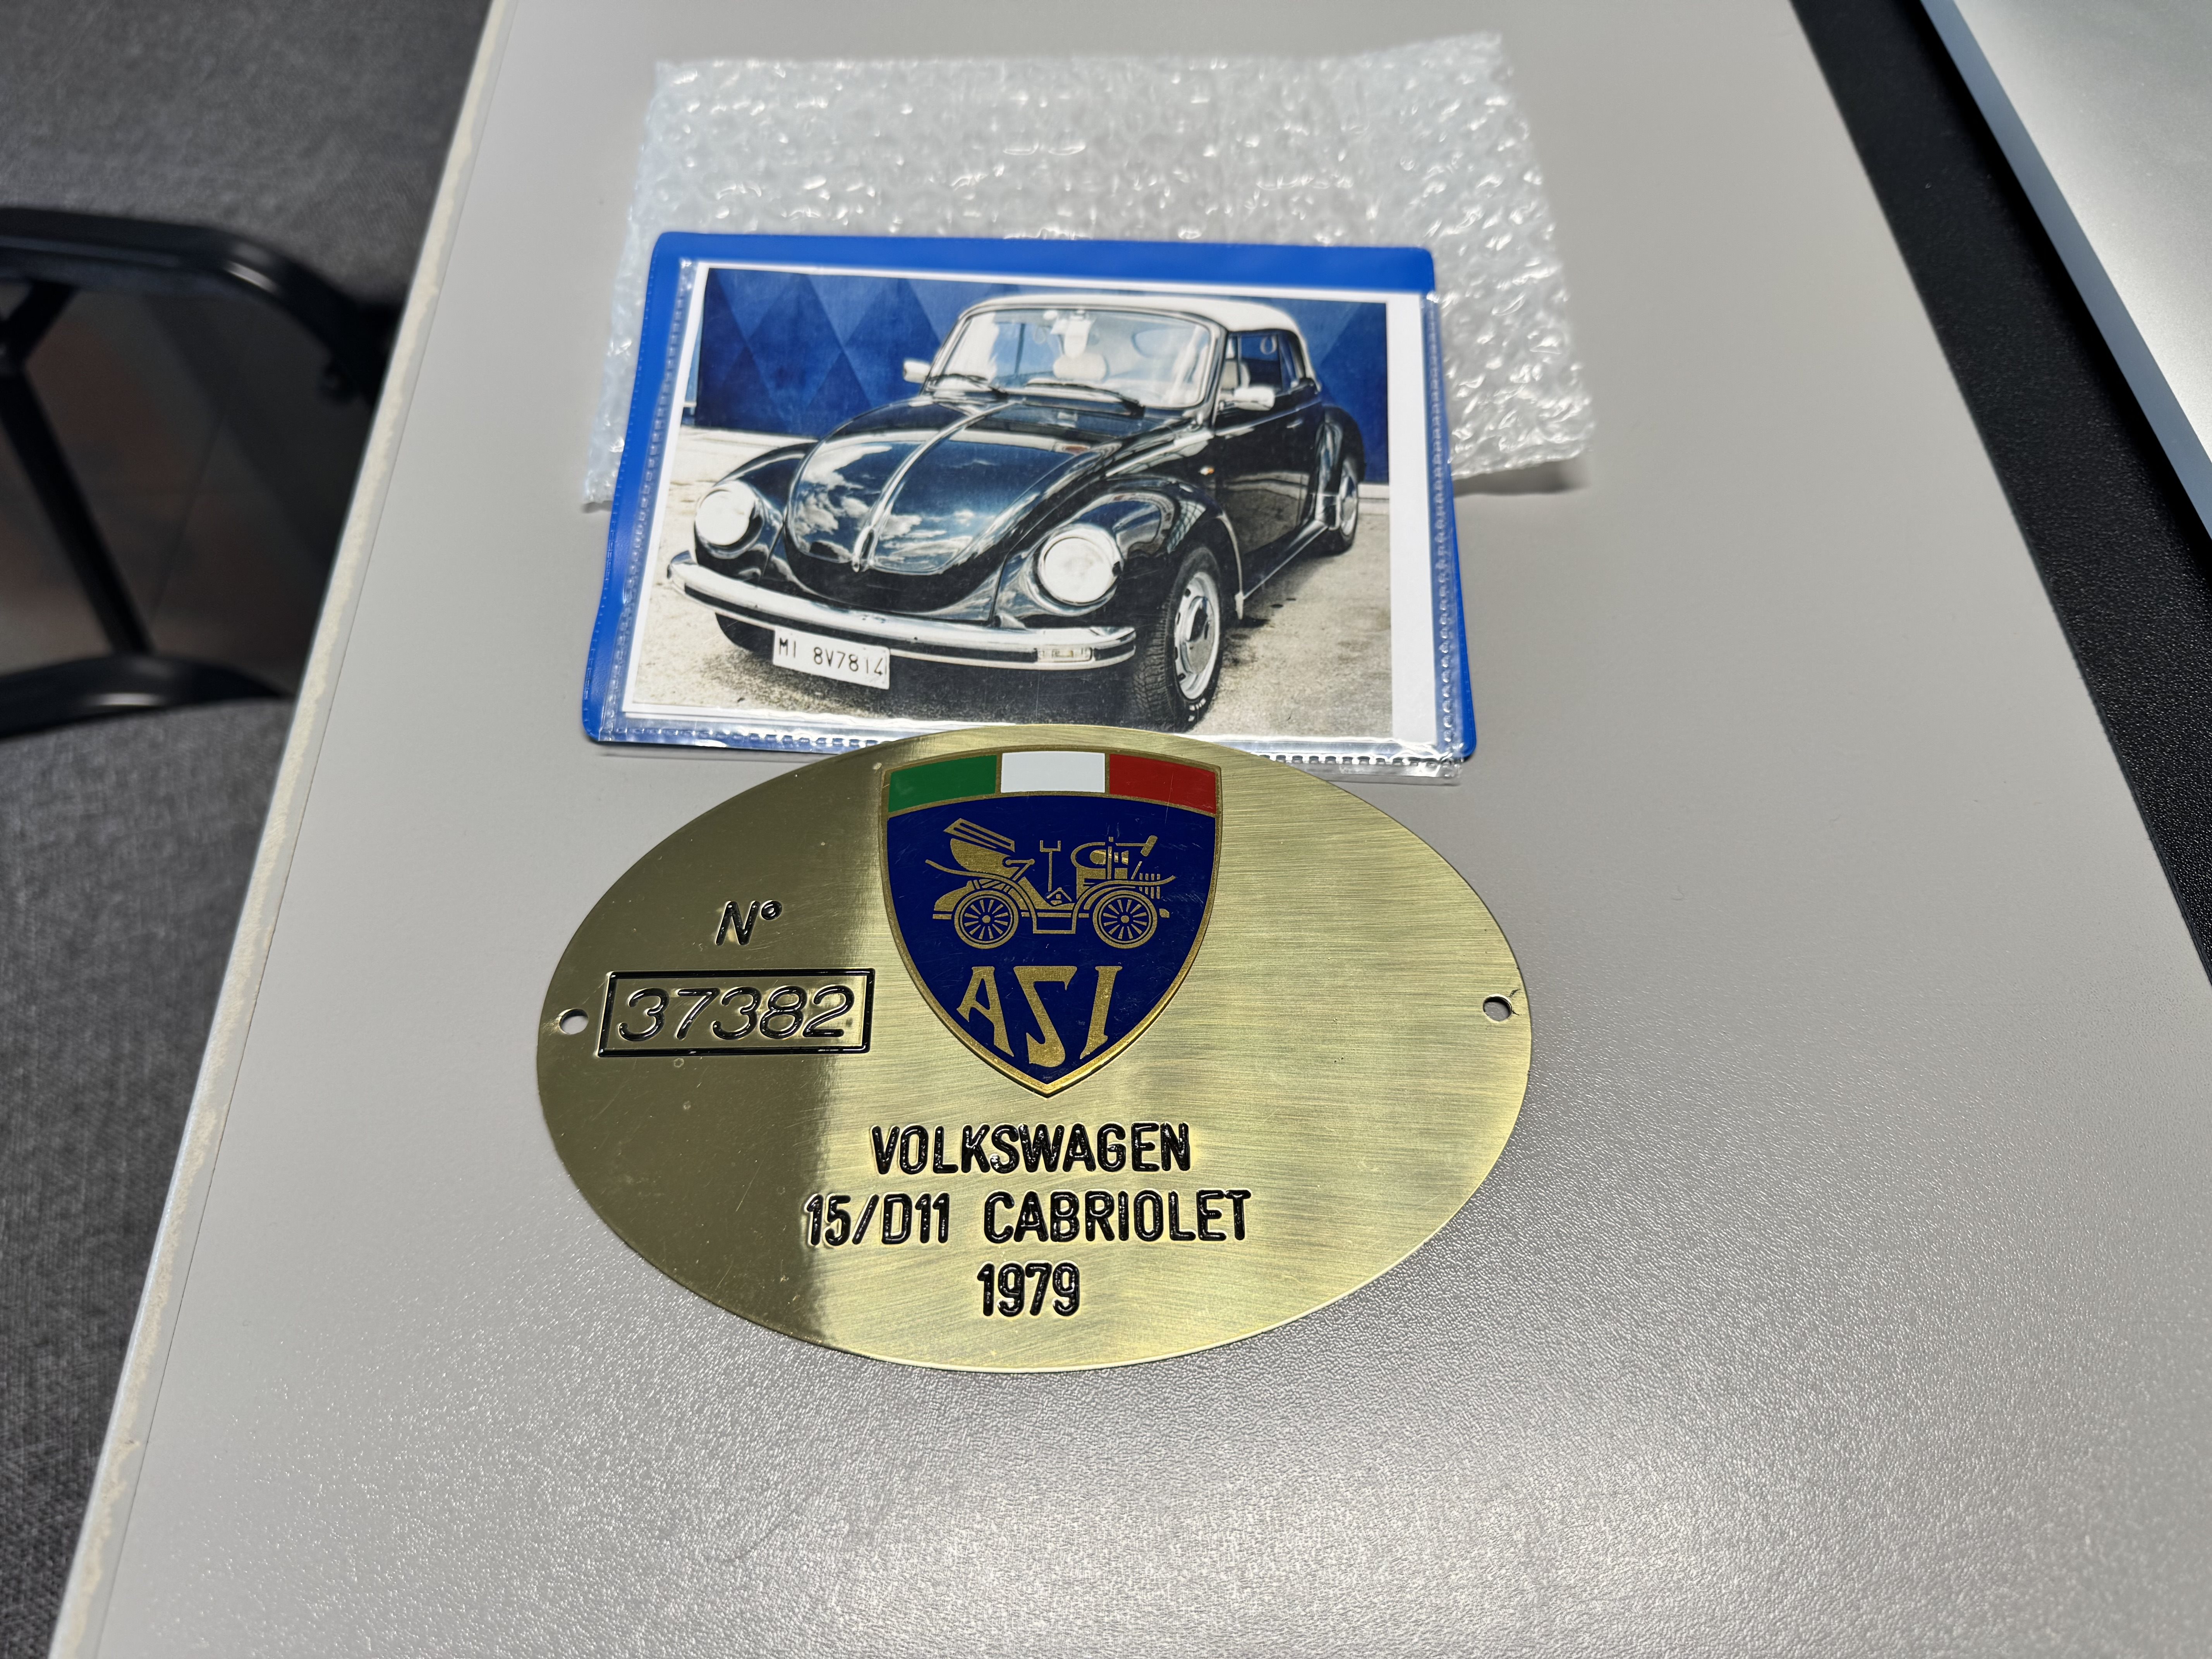 MI 8V7814
ASI
N°
37382
VOLKSWAGEN
15/D11 CABRIOLET
1979